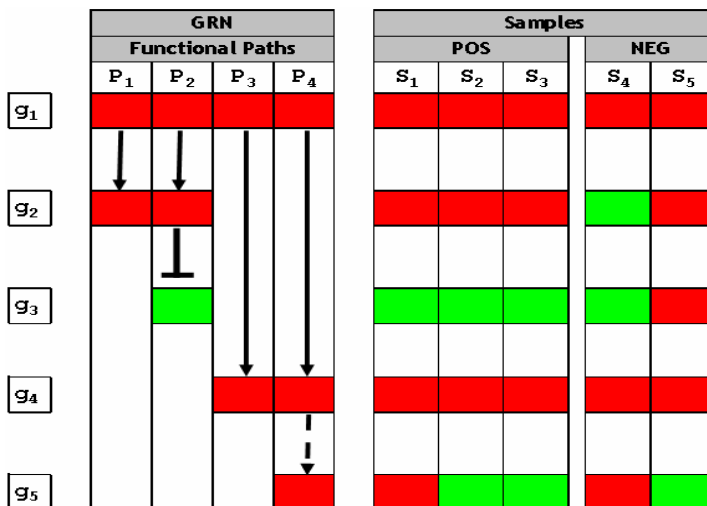 GRN Samples
Functional Paths POS NEG
P1 P2 P3 P4 S1 S2 S3 S4 S5
g1
g2
g3
g4
g5